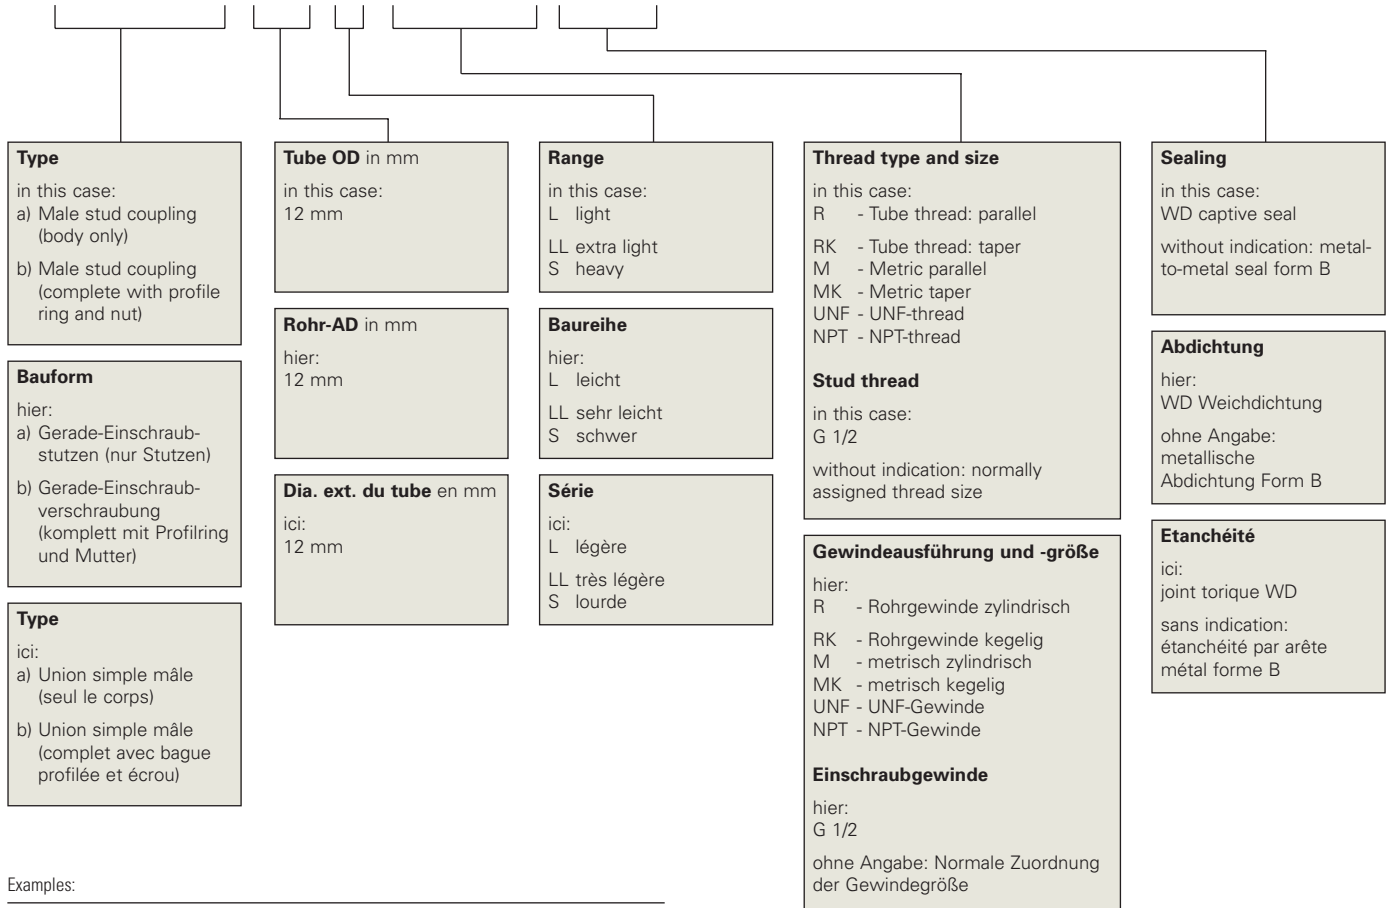 Type
in this case:
a) Male stud coupling
(body only)
b) Male stud coupling
(complete with profile
ring and nut)
Bauform
hier:
a) Gerade-Einschraub-
stutzen (nur Stutzen)
b) Gerade-Einschraub-
verschraubung
(komplett mit Profilring
und Mutter)
Type
ici:
a) Union simple mâle
(seul le corps)
b) Union simple mâle
(complet avec bague
profilée et écrou)
Tube OD in mm
in this case:
12 mm
Rohr-AD in mm
hier:
12 mm
Dia. ext. du tube en mm
ici:
12 mm
Range
in this case:
L light
LL extra light
S heavy
Baureihe
hier:
L leicht
LL sehr leicht
S schwer
Série
ici:
L légère
LL très légère
S lourde
Thread type and size
in this case:
R - Tube thread: parallel
RK - Tube thread: taper
M - Metric parallel
MK - Metric taper
UNF - UNF-thread
NPT - NPT-thread
Stud thread
in this case:
G 1/2
without indication: normally
assigned thread size
Gewindeausführung und -größe
hier:
R - Rohrgewinde zylindrisch
RK - Rohrgewinde kegelig
M - metrisch zylindrisch
MK - metrisch kegelig
UNF - UNF-Gewinde
NPT - NPT-Gewinde
Einschraubgewinde
hier:
G 1/2
ohne Angabe: Normale Zuordnung
der Gewindegröße
Sealing
in this case:
WD captive seal
without indication: metal-
to-metal seal form B
Abdichtung
hier:
WD Weichdichtung
ohne Angabe:
metallische
Abdichtung Form B
Etanchéité
ici:
joint torique WD
sans indication:
étanchéité par arête
métal forme B
Examples: